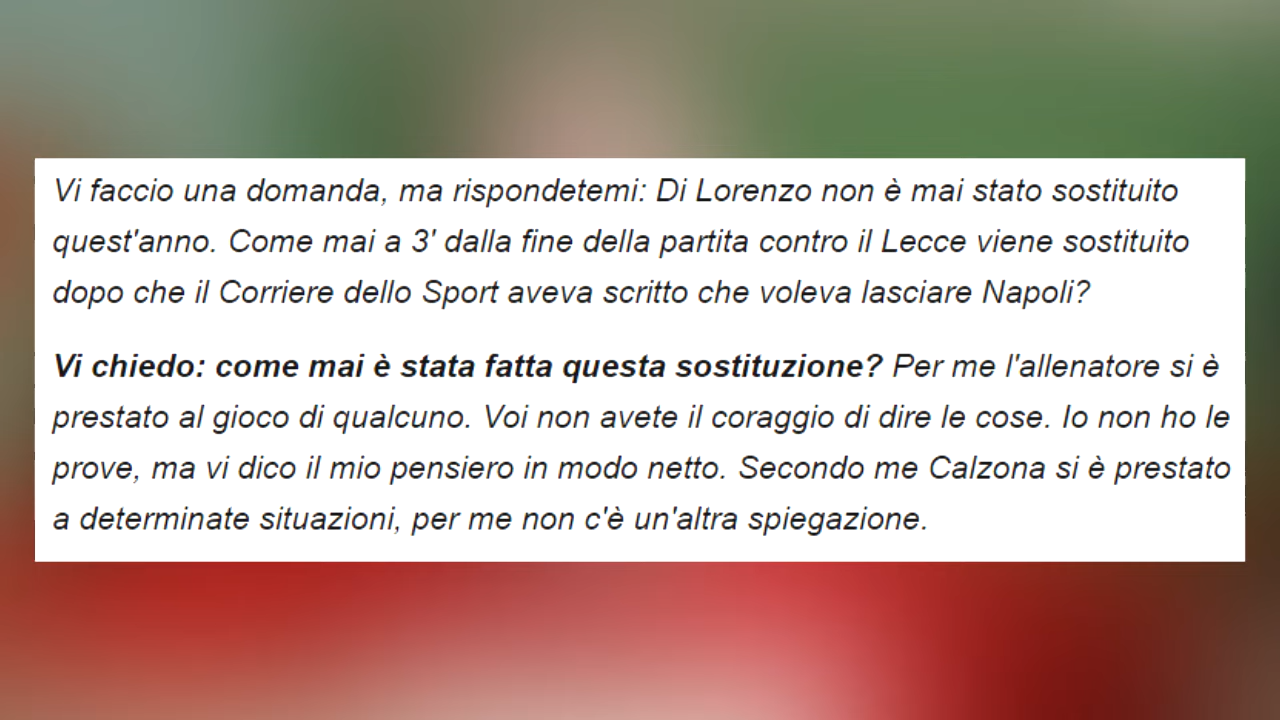 Vi faccio una domanda, ma rispondetemi: Di Lorenzo non è mai stato sostituito
quest'anno. Come mai a 3' dalla fine della partita contro il Lecce viene sostituito
dopo che il Corriere dello Sport aveva scritto che voleva lasciare Napoli?
Vi chiedo: come mai è stata fatta questa sostituzione? Per me l'allenatore si è
prestato al gioco di qualcuno. Voi non avete il coraggio di dire le cose. Io non ho le
prove, ma vi dico il mio pensiero in modo netto. Secondo me Calzona si è prestato
a determinate situazioni, per me non c'è un'altra spiegazione.